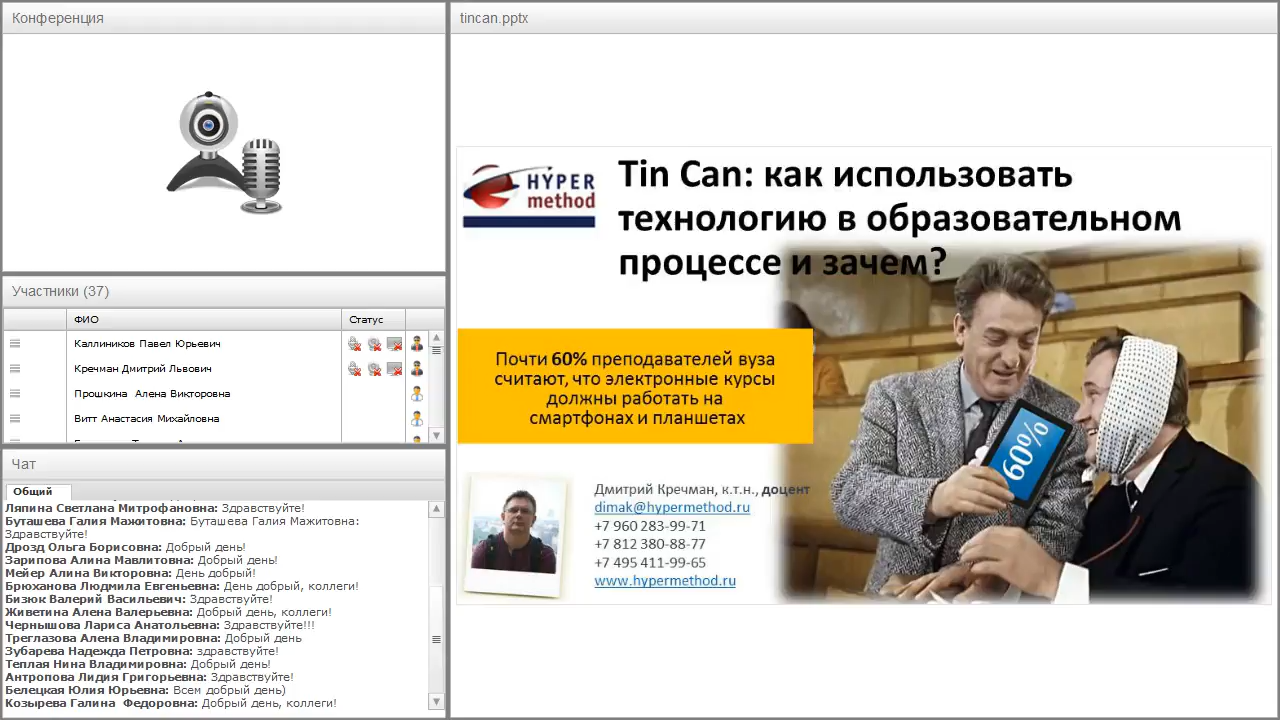 Конференция
Участники (37)
ФИО
Статус
Каллиников Павел Юрьевич
Кречман Дмитрий Львович
Прошкина Алена Викторовна
Витт Анастасия Михайловна
Чат
Общий
Ляпина Светлана Митрофановна: Здравствуйте!
Буташева Галия Мажитовна: Буташева Галия Мажитовна:
Здравствуйте!
Дрозд Ольга Борисовна: Добрый день!
Зарипова Алина Мавлитовна: Добрый день!
Мейер Алина Викторовна: День добрый!
Брюханова Людмила Евгеньевна: День добрый, коллеги!
Бизюк Валерий Васильевич: Здравствуйте!
Живетина Алена Валерьевна: Добрый день, коллеги!
Чернышова Лариса Анатольевна: Здравствуйте!!!
Треглазова Алена Владимировна: Добрый день
Зубарева Надежда Петровна: здравствуйте!
Теплая Нина Владимировна: Добрый день!
Антропова Лидия Григорьевна: Здравствуйте!
Белецкая Юлия Юрьевна: Всем добрый день)
Козырева Галина Федоровна: Добрый день, коллеги!
tincan.pptx
HYPER
method
Tin Can: как использовать
технологию в образовательном
процессе и зачем?
Почти 60% преподавателей вуза
считают, что электронные курсы
должны работать на
смартфонах и планшетах
60%
Дмитрий Кречман, к.т.н., доцент
dimak@hypermethod.ru
+7 960 283-99-71
+7 812 380-88-77
+7 495 411-99-65
www.hypermethod.ru